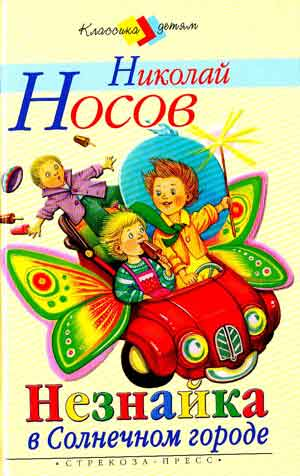 Классика детям
Николай
Носов
Незнайка
в Солнечном городе
• СТРЕКОЗА-ПРЕСС •